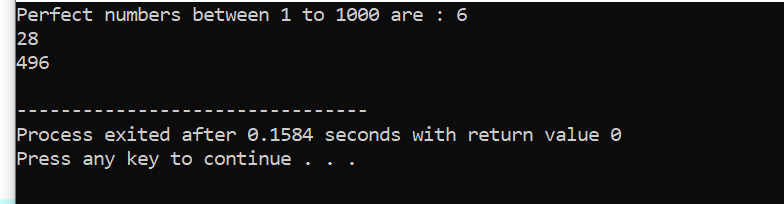 Perfect numbers between 1 to 1000 are : 6
28
496
--------------------------------
Process exited after 0.1584 seconds with return value 0
Press any key to continue . . .